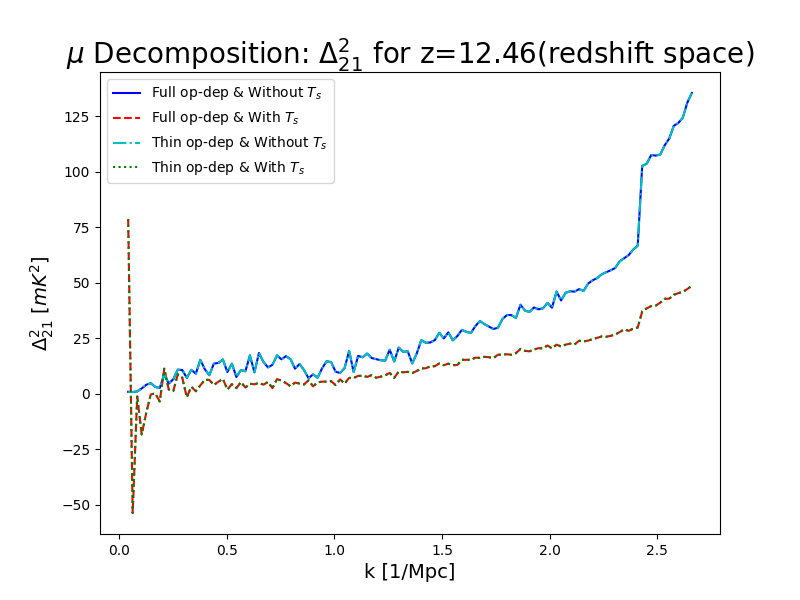 μ Decomposition: Δ²₂₁ for z=12.46(redshift space)
Full op-dep & Without Tₛ
Full op-dep & With Tₛ
Thin op-dep & Without Tₛ
Thin op-dep & With Tₛ
125
100
75
50
25
0
−25
−50
Δ²₂₁ [mK²]
0.0 0.5 1.0 1.5 2.0 2.5
k [1/Mpc]